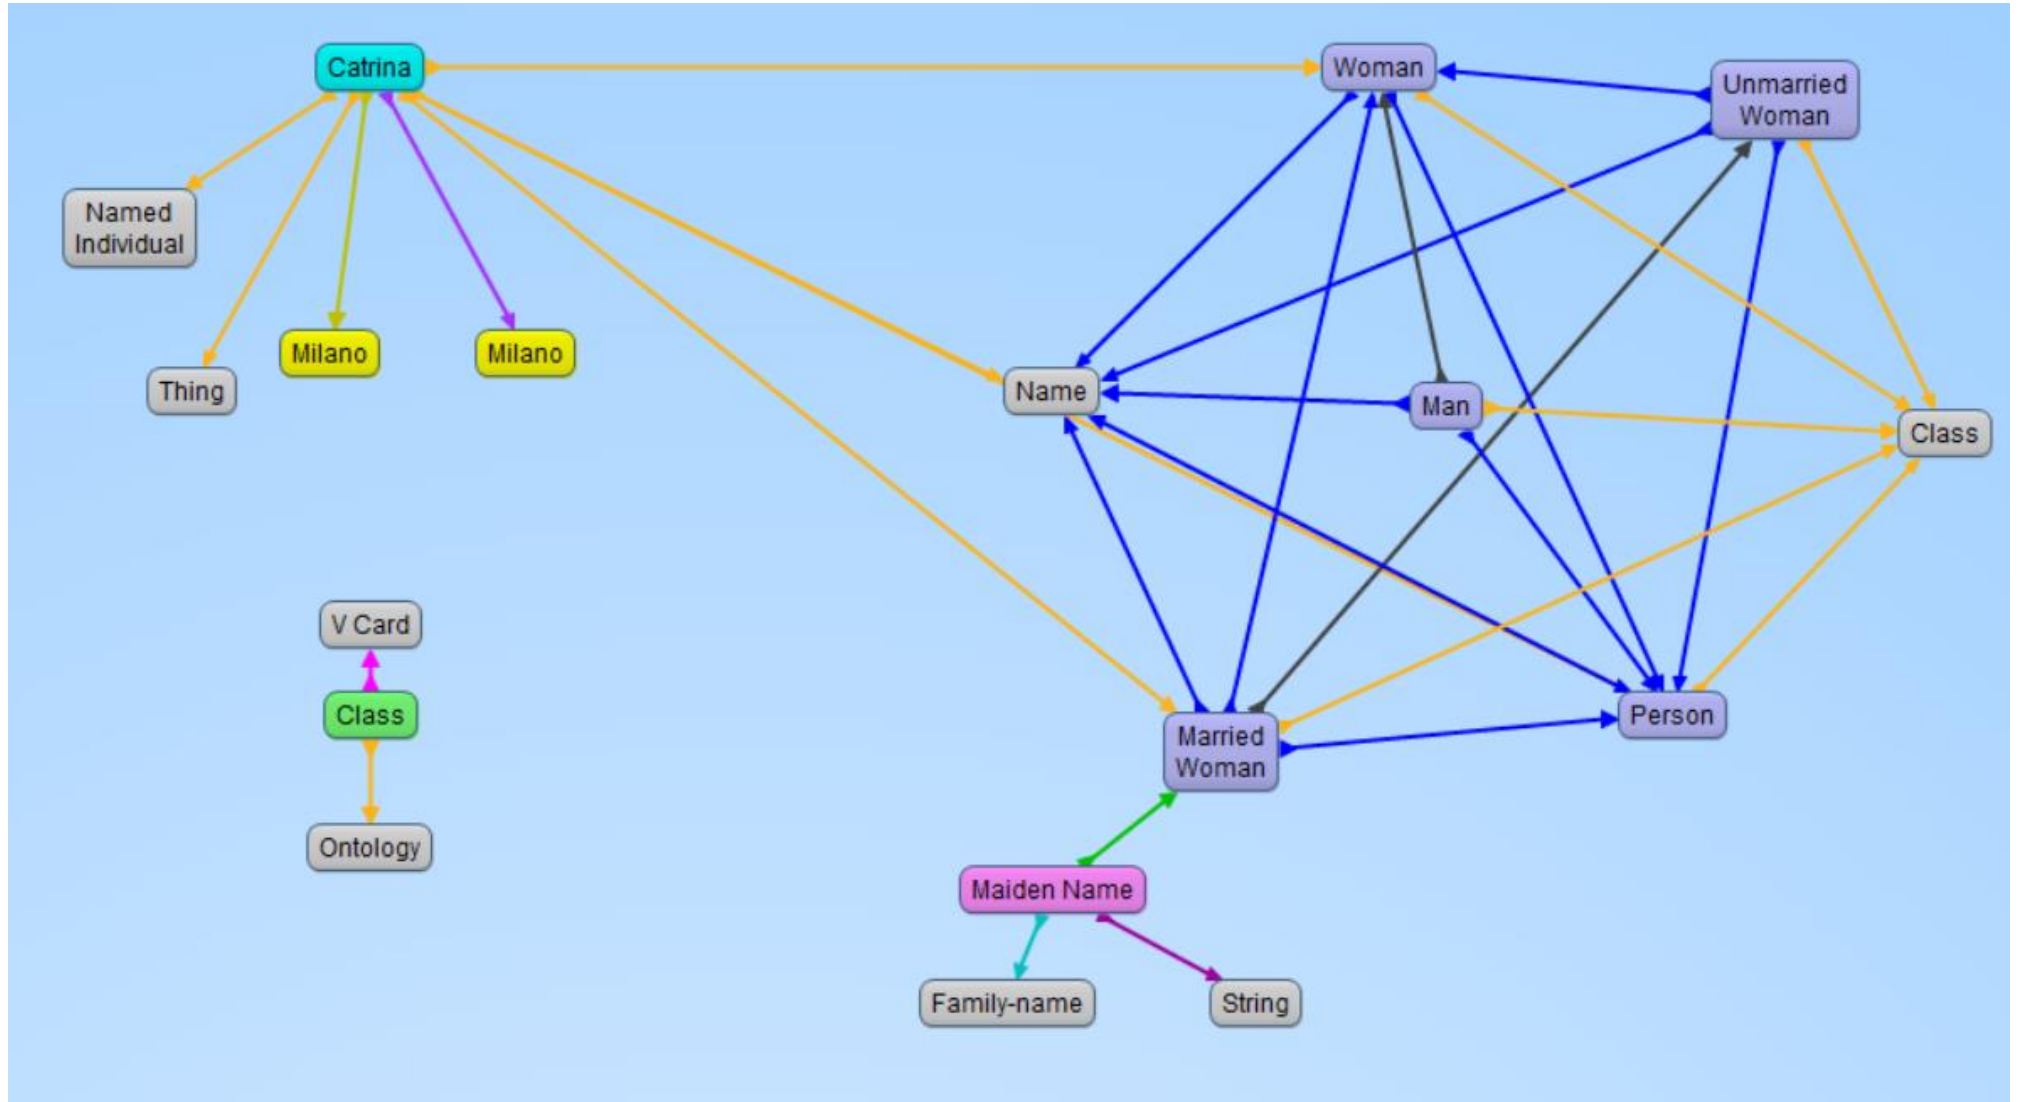 Catrina
Woman
Unmarried
Woman
Named
Individual
Milano
Milano
Thing
Name
Man
Class
V Card
Class
Ontology
Married
Woman
Person
Maiden Name
Family-name
String